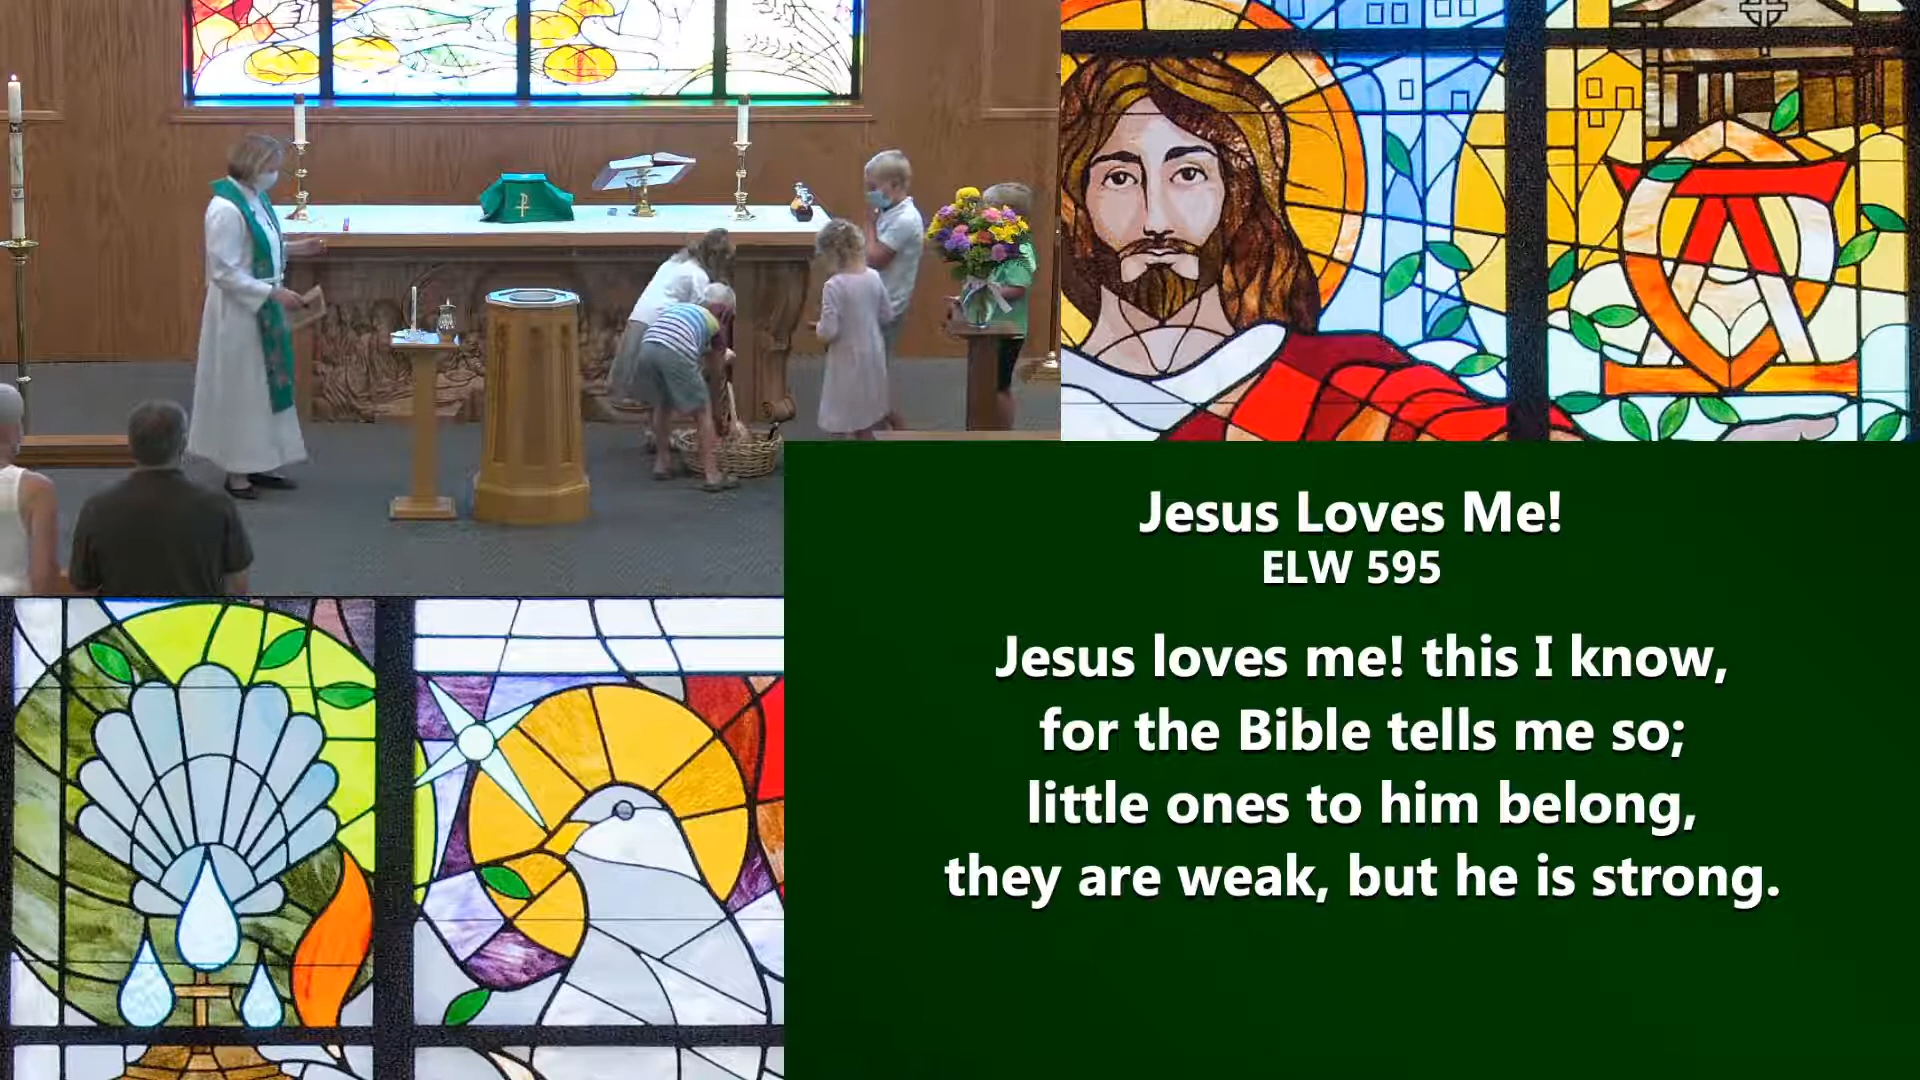 Jesus Loves Me!
ELW 595
Jesus loves me! this I know,
for the Bible tells me so;
little ones to him belong,
they are weak, but he is strong.